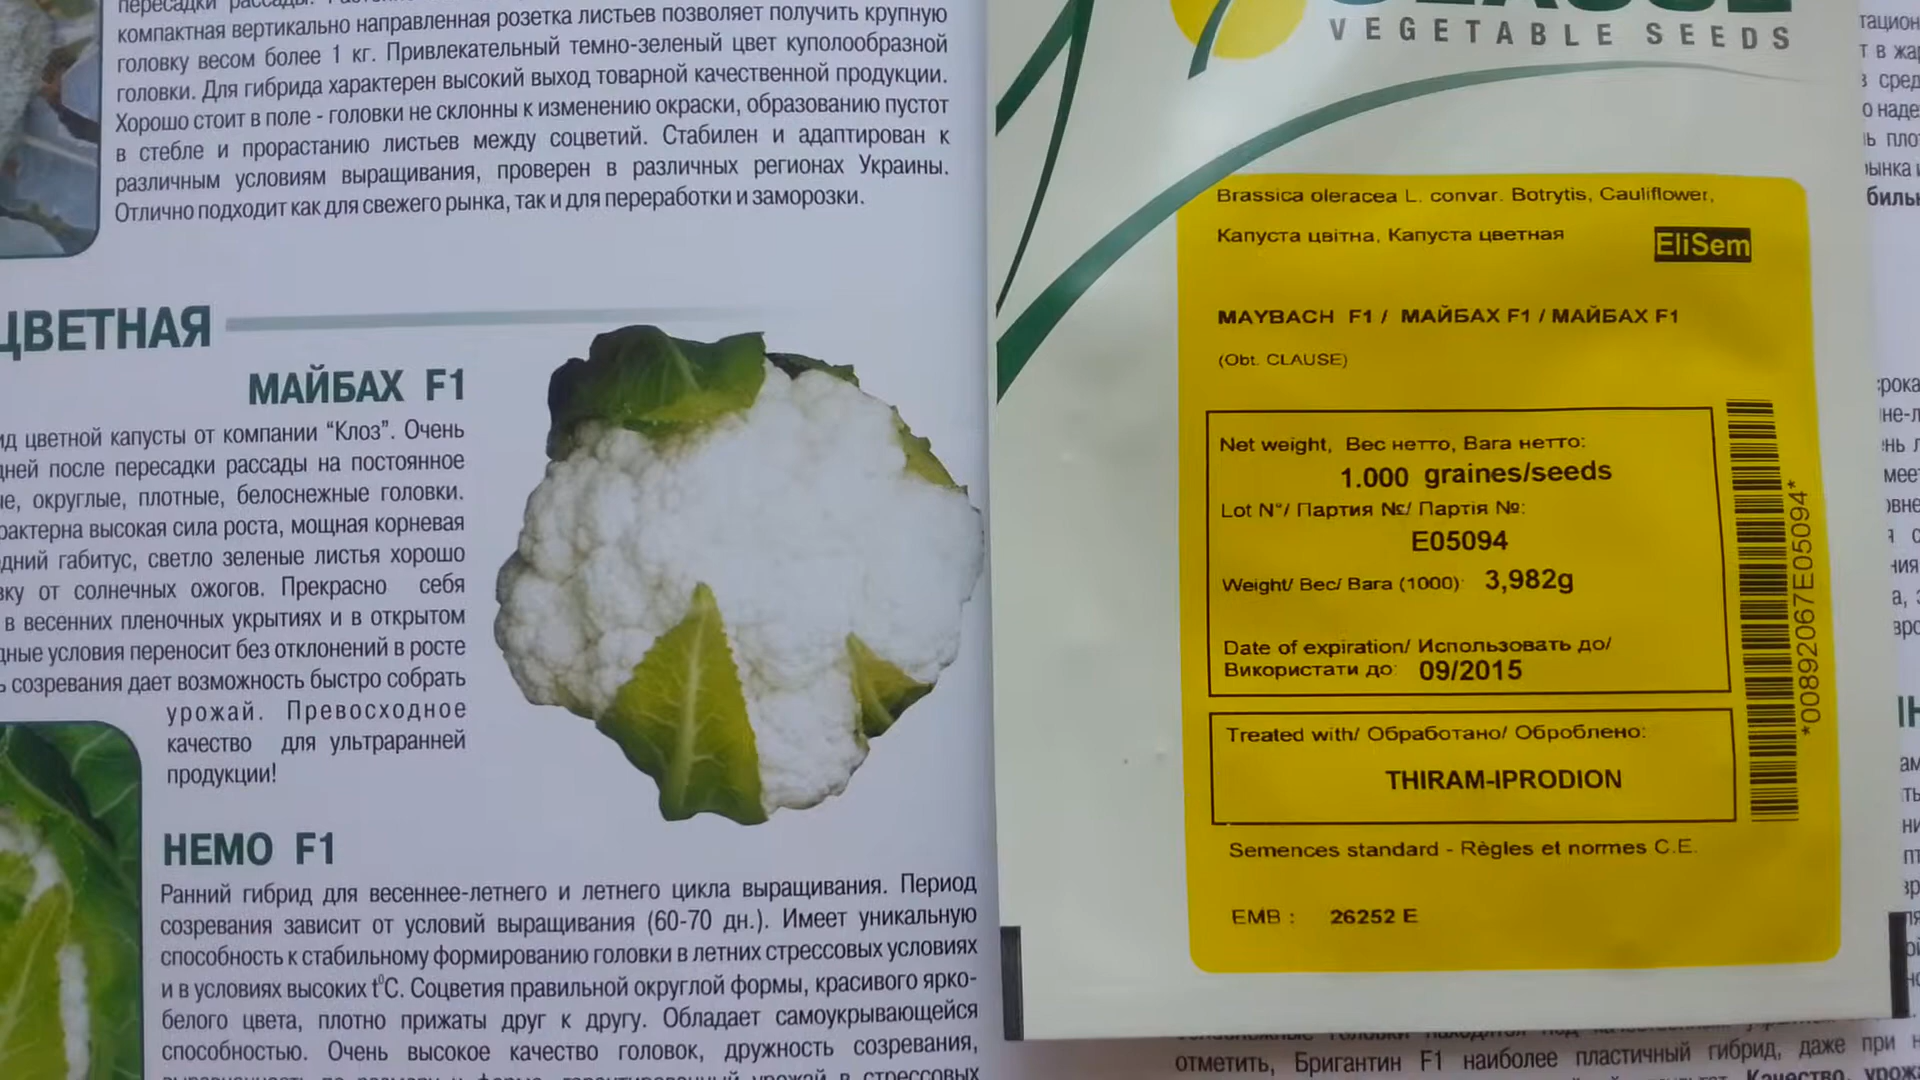 компактная вертикально направленная розетка листьев позволяет получить крупную
головку весом более 1 кг. Привлекательный темно-зеленый цвет куполообразной
головки. Для гибрида характерен высокий выход товарной качественной продукции.
Хорошо стоит в поле - головки не склонны к изменению окраски, образованию пустот
в стебле и прорастанию листьев между соцветий. Стабилен и адаптирован к
различным условиям выращивания, проверен в различных регионах Украины.
Отлично подходит как для свежего рынка, так и для переработки и заморозки.
ЦВЕТНАЯ
МАЙБАХ F1
цветной капусты от компании “Клоз”. Очень
дней после пересадки рассады на постоянное
округлые, плотные, белоснежные головки.
высокая сила роста, мощная корневая
габитус, светло зеленые листья хорошо
от солнечных ожогов. Прекрасно себя
в весенних пленочных укрытиях и в открытом
условия переносит без отклонений в росте
созревания дает возможность быстро собрать
урожай. Превосходное
качество для ультраранней
продукции!
НЕМО F1
Ранний гибрид для весеннее-летнего и летнего цикла выращивания. Период
созревания зависит от условий выращивания (60-70 дн.). Имеет уникальную
способность к стабильному формированию головки в летних стрессовых условиях
и в условиях высоких t°C. Соцветия правильной округлой формы, красивого ярко-
белого цвета, плотно прижаты друг к другу. Обладает самоукрывающейся
способностью. Очень высокое качество головок, дружность созревания,
VEGETABLE SEEDS
Brassica oleracea L. convar. Botrytis, Cauliflower,
Капуста цвітна, Капуста цветная
EliSem
MAYBACH F1 / МАЙБАХ F1 / МАЙБАХ F1
(Obt. CLAUSE)
Net weight, Вес нетто, Вага нетто:
1.000 graines/seeds
Lot N°/ Партия №/ Партія №:
E05094
Weight/ Вес/ Вага (1000): 3,982g
Date of expiration/ Использовать до/
Використати до: 09/2015
*00892067E05094*
Treated with/ Обработано/ Оброблено:
THIRAM-IPRODION
Semences standard - Règles et normes C.E.
EMB : 26252 E
отметить, Бригантин F1 наиболее пластичный гибрид, даже при